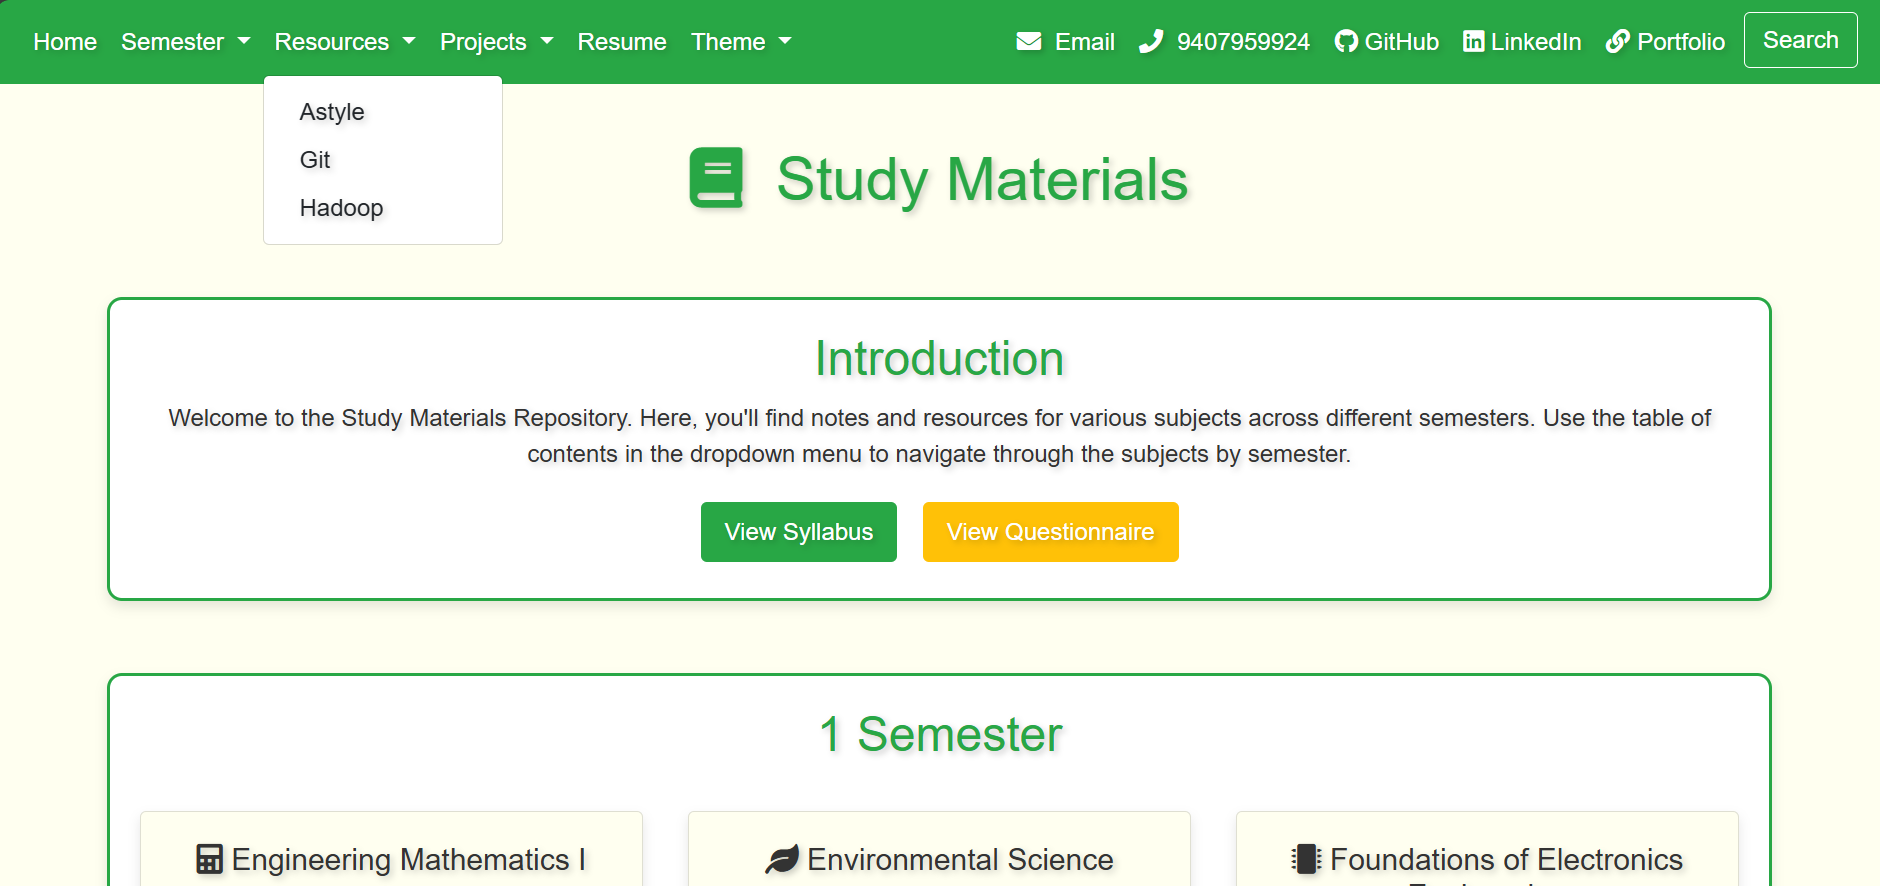 Home Semester Resources Projects Resume Theme Email 9407959924 GitHub LinkedIn Portfolio Search
Astyle
Git
Hadoop
Study Materials
Introduction
Welcome to the Study Materials Repository. Here, you'll find notes and resources for various subjects across different semesters. Use the table of
contents in the dropdown menu to navigate through the subjects by semester.
View Syllabus View Questionnaire
1 Semester
Engineering Mathematics I Environmental Science Foundations of Electronics